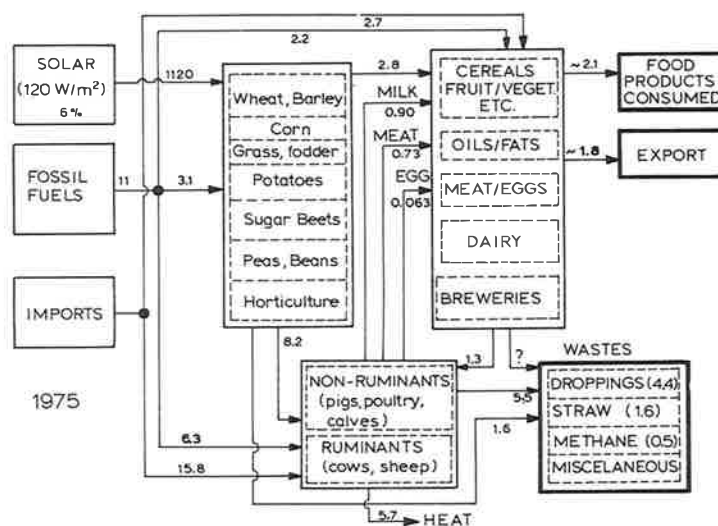 2.7
2.2
SOLAR
(120 W/m²)
6%
1120
FOSSIL
FUELS
11
3.1
IMPORTS
1975
Wheat, Barley
Corn
Grass, fodder
Potatoes
Sugar Beets
Peas, Beans
Horticulture
2.8
MILK
0.90
MEAT
0.73
EGG
0.063
CEREALS
FRUIT/VEGET.
ETC.
OILS/FATS
MEAT/EGGS
DAIRY
BREWERIES
~2.1
FOOD
PRODUCTS
CONSUMED
~1.8
EXPORT
8.2
1.3
?
NON-RUMINANTS
(pigs, poultry,
calves)
RUMINANTS
(cows, sheep)
6.3
15.8
5.5
1.6
5.7
HEAT
WASTES
DROPPINGS (4,4)
STRAW (1.6)
METHANE (0.5)
MISCELANEOUS